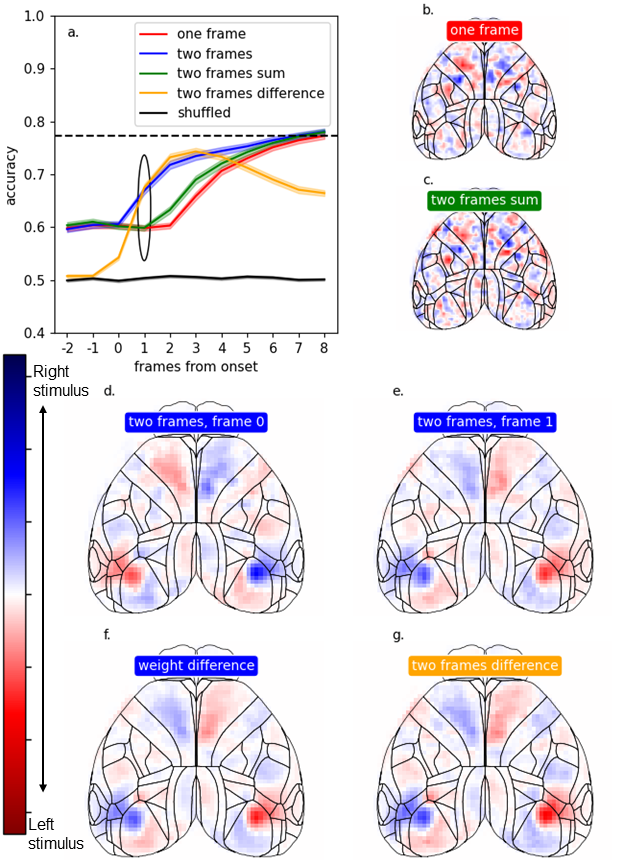 a.
1.0
0.9
0.8
0.7
0.6
0.5
0.4
accuracy
one frame
two frames
two frames sum
two frames difference
shuffled
-2 -1 0 1 2 3 4 5 6 7 8
frames from onset
b.
one frame
c.
two frames sum
Right
stimulus
Left
stimulus
d.
two frames, frame 0
e.
two frames, frame 1
f.
weight difference
g.
two frames difference